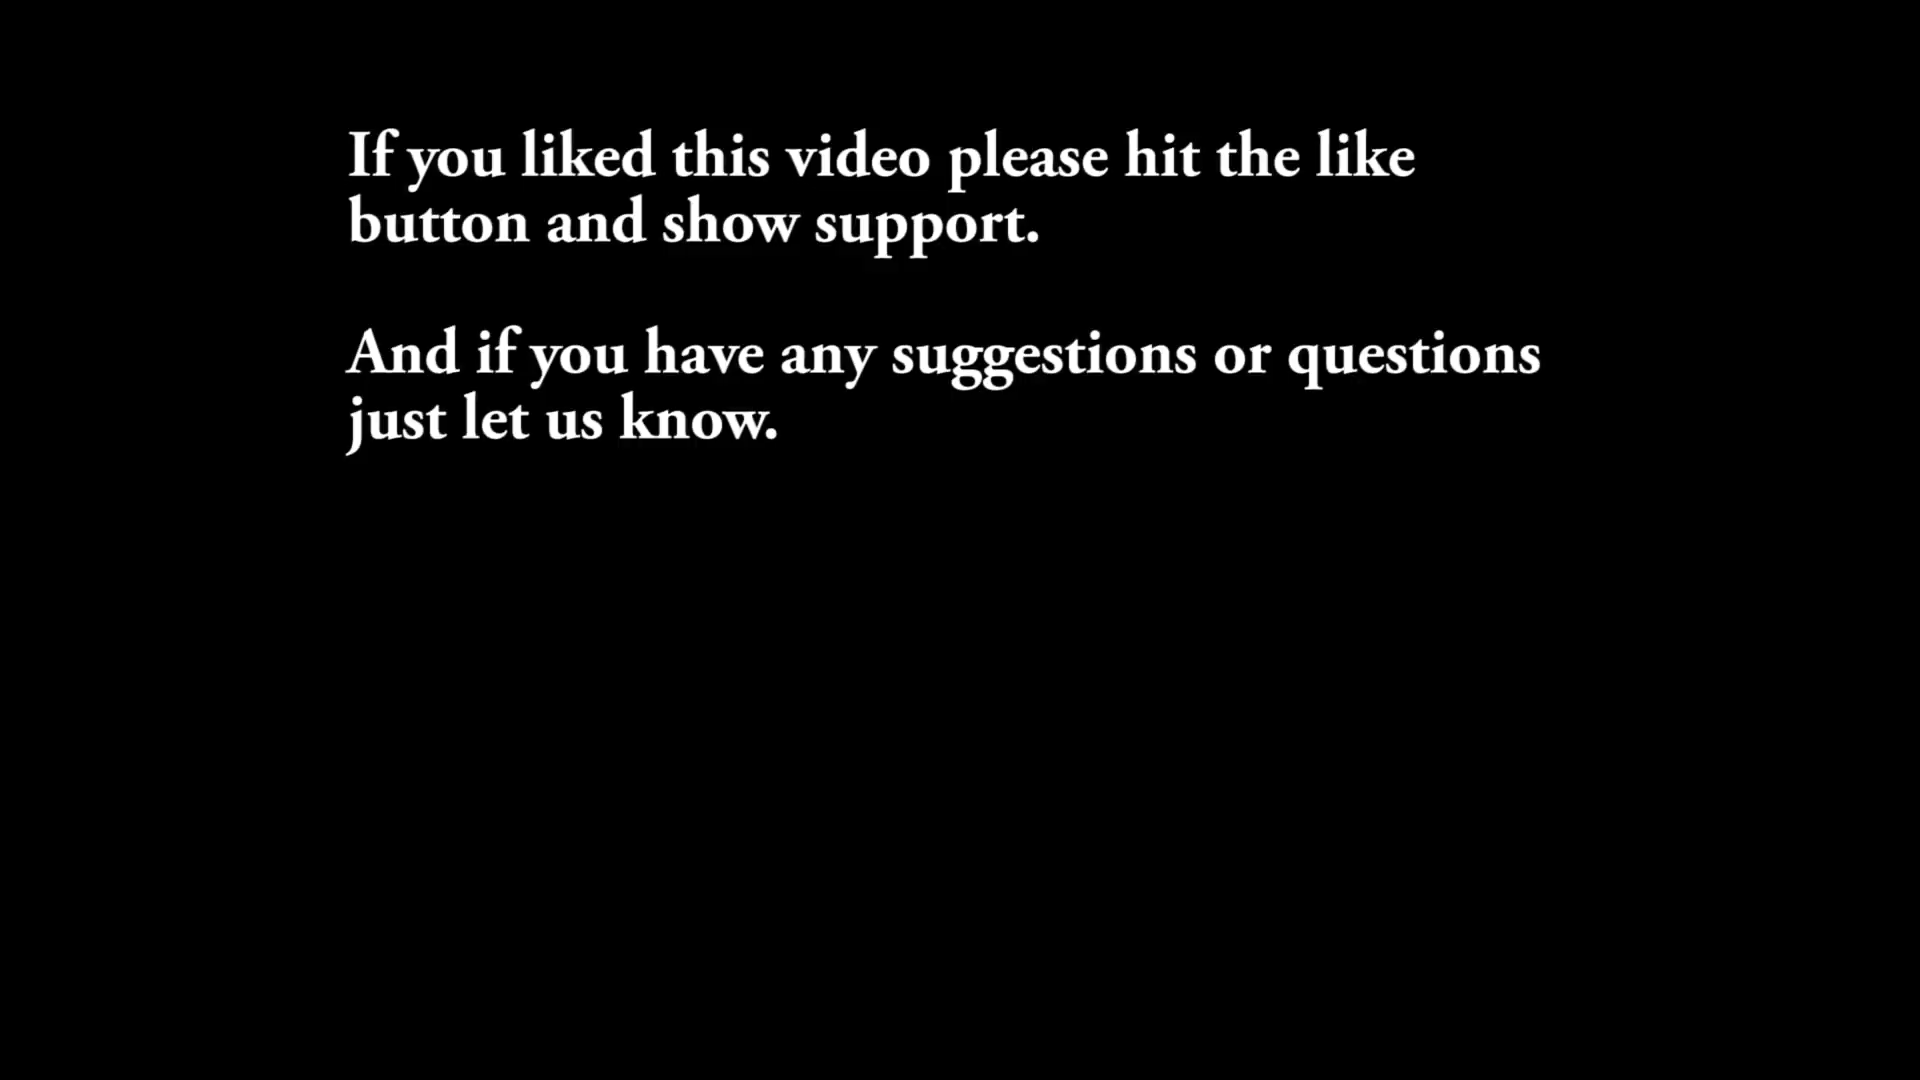 If you liked this video please hit the like
button and show support.
And if you have any suggestions or questions
just let us know.